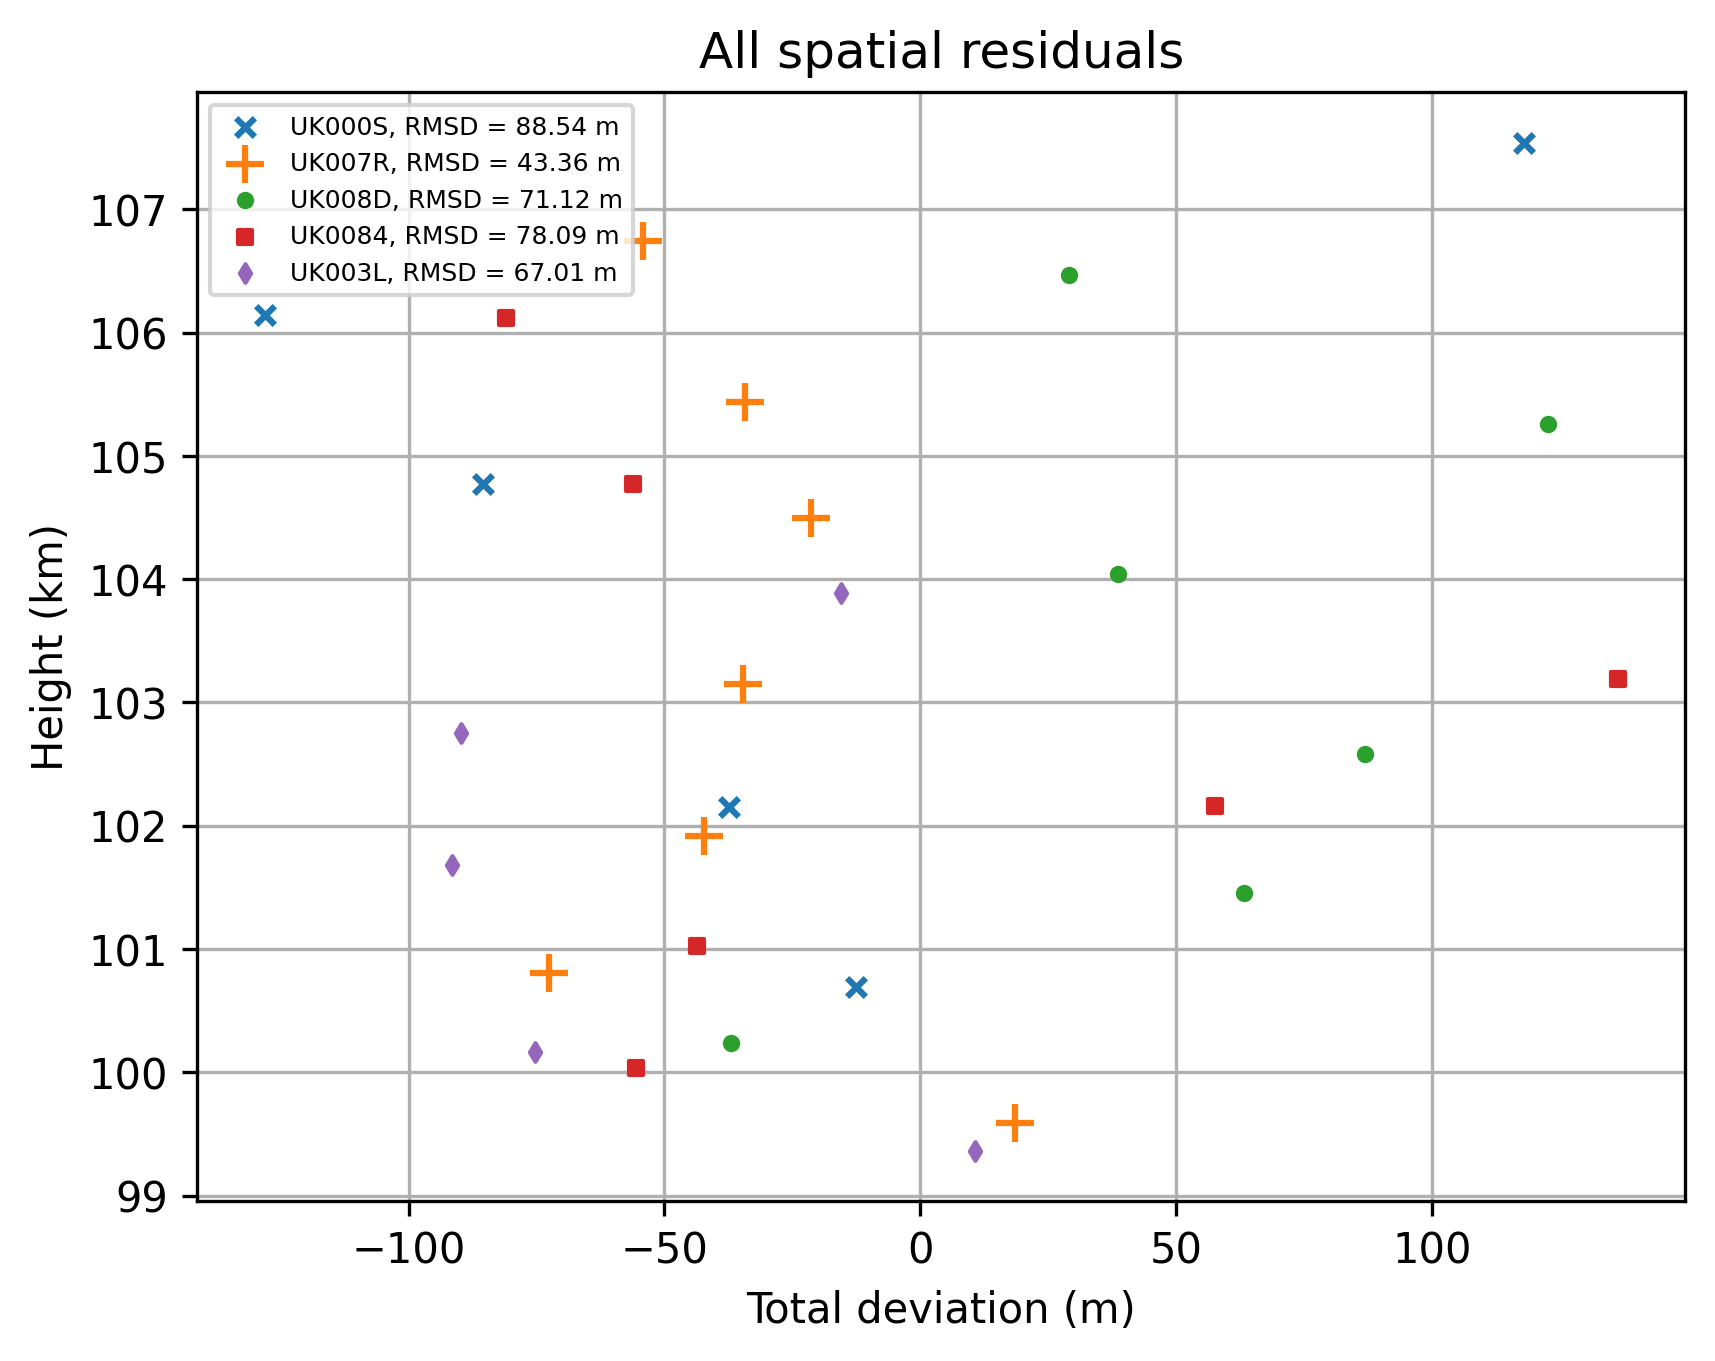 All spatial residuals
UK000S, RMSD = 88.54 m
UK007R, RMSD = 43.36 m
UK008D, RMSD = 71.12 m
UK0084, RMSD = 78.09 m
UK003L, RMSD = 67.01 m
Height (km)
107
106
105
104
103
102
101
100
99
−100 −50 0 50 100
Total deviation (m)